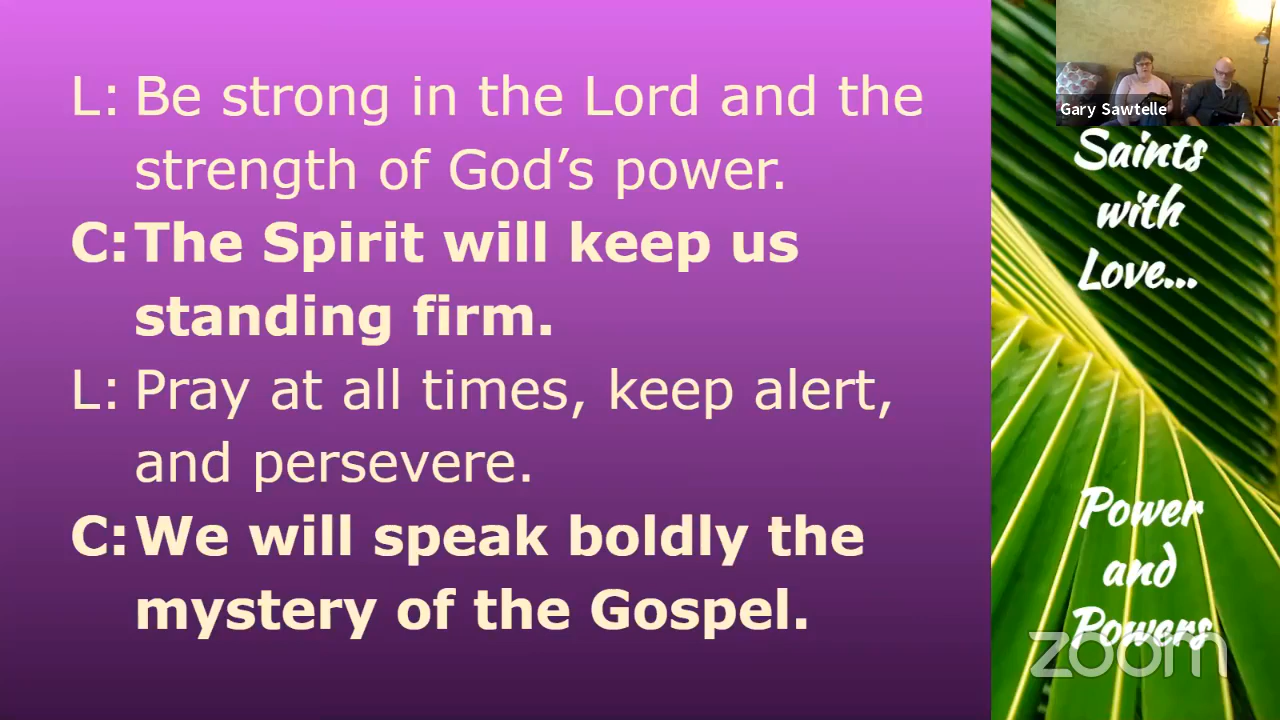 L: Be strong in the Lord and the
strength of God’s power.
C: The Spirit will keep us
standing firm.
L: Pray at all times, keep alert,
and persevere.
C: We will speak boldly the
mystery of the Gospel.
Gary Sawtelle
Saints
with
Love...
Power
and
Powers
zoom